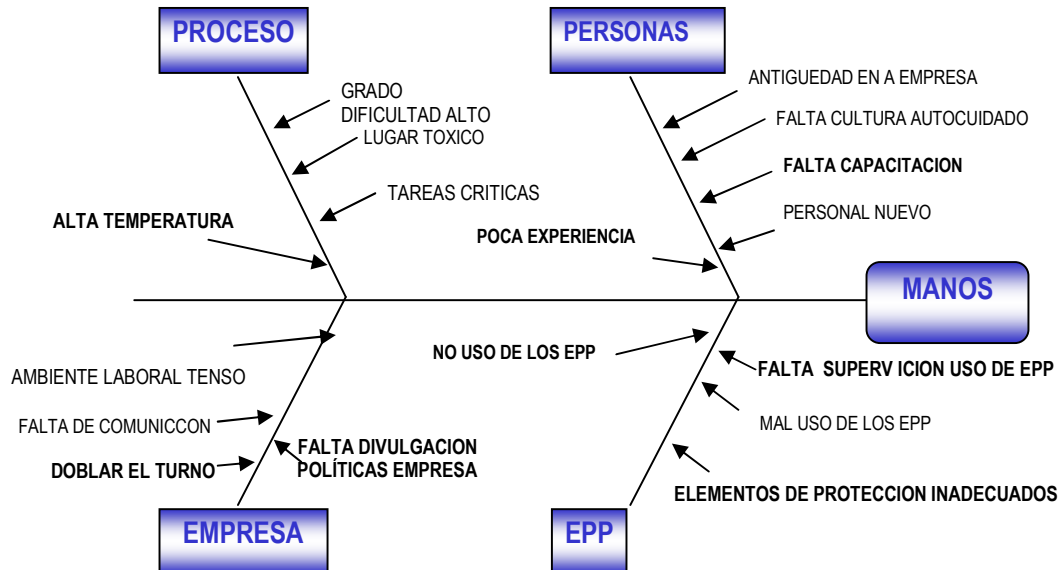 PROCESO
PERSONAS
GRADO
DIFICULTAD ALTO
LUGAR TOXICO
TAREAS CRITICAS
ALTA TEMPERATURA
ANTIGUEDAD EN A EMPRESA
FALTA CULTURA AUTOCUIDADO
FALTA CAPACITACION
PERSONAL NUEVO
POCA EXPERIENCIA
MANOS
AMBIENTE LABORAL TENSO
FALTA DE COMUNICCON
DOBLAR EL TURNO
FALTA DIVULGACION
POLÍTICAS EMPRESA
NO USO DE LOS EPP
FALTA SUPERV ICION USO DE EPP
MAL USO DE LOS EPP
ELEMENTOS DE PROTECCION INADECUADOS
EMPRESA
EPP